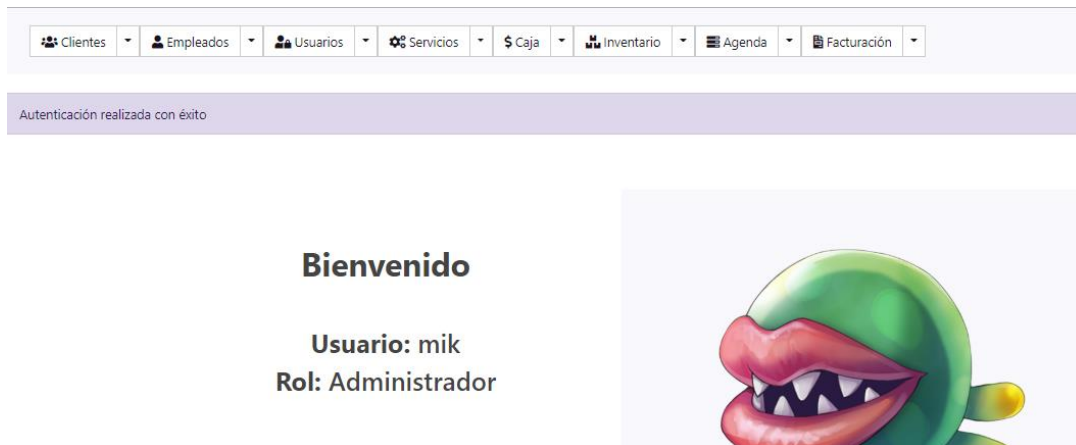 Clientes Empleados Usuarios Servicios Caja Inventario Agenda Facturación
Autenticación realizada con éxito
Bienvenido
Usuario: mik
Rol: Administrador